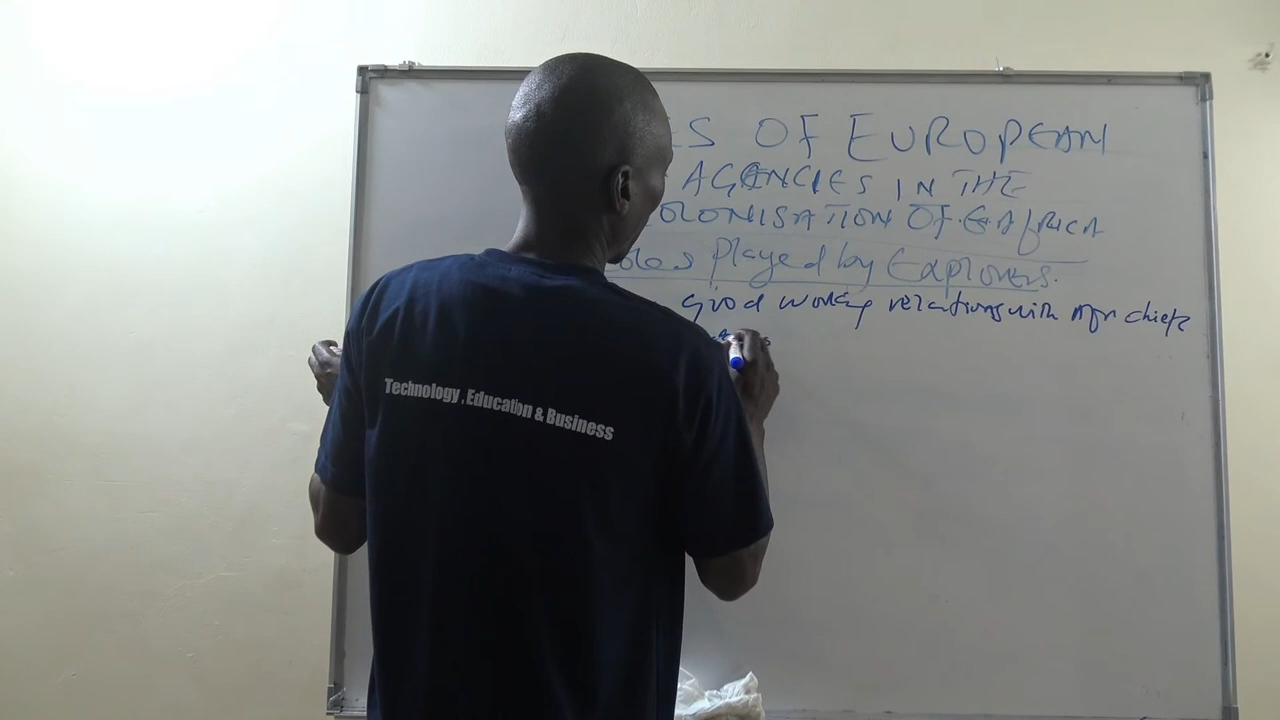 ES OF EUROPEAN
AGENCIES IN THE
OLONISATION OF E.AFRICA
oles played by Explorers.
good working relations with Afr chiefs
Technology , Education & Business